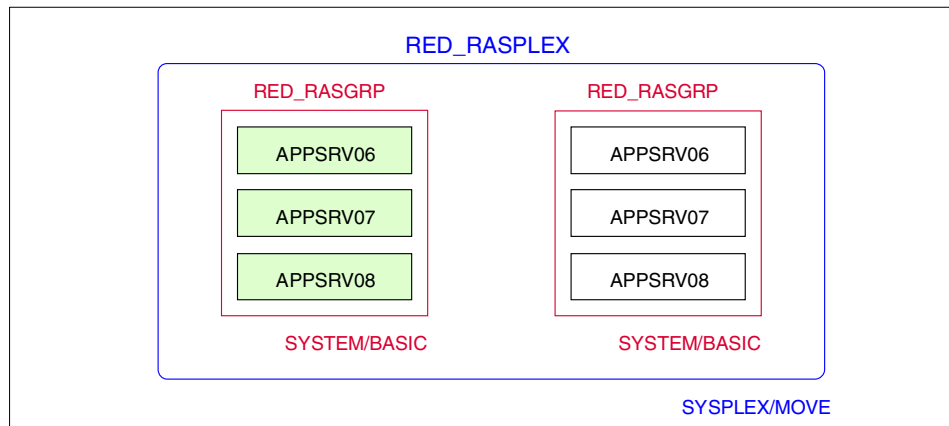 RED_RASPLEX
RED_RASGRP
APPSRV06
APPSRV07
APPSRV08
SYSTEM/BASIC
RED_RASGRP
APPSRV06
APPSRV07
APPSRV08
SYSTEM/BASIC
SYSPLEX/MOVE